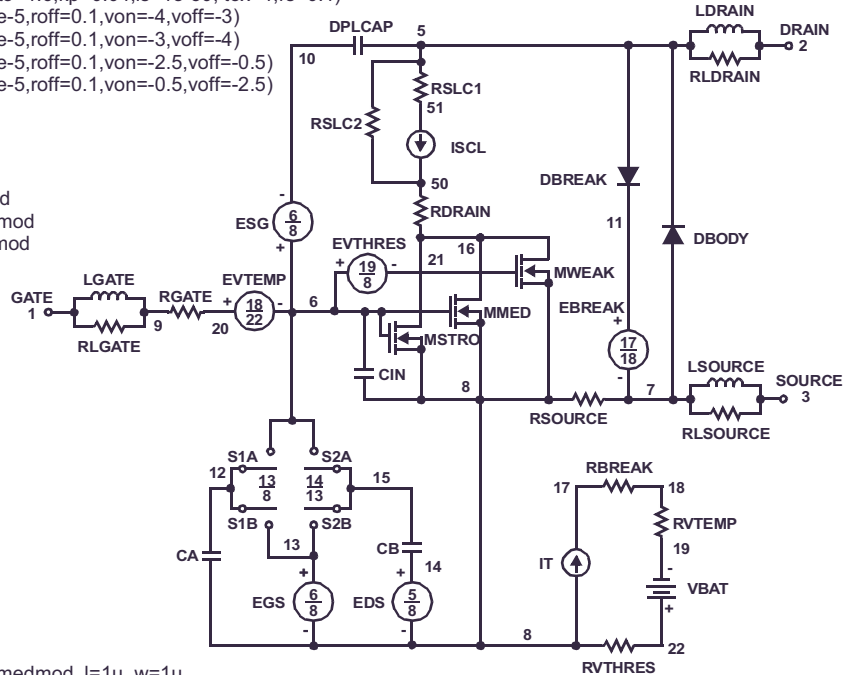 e-5,roff=0.1,von=-4,voff=-3)
e-5,roff=0.1,von=-3,voff=-4)
e-5,roff=0.1,von=-2.5,voff=-0.5)
e-5,roff=0.1,von=-0.5,voff=-2.5)
d
mod
mod
LDRAIN
DPLCAP 5 DRAIN
10 2
RLDRAIN
RSLC1
51
RSLC2
ISCL
DBREAK
50
ESG 6 8 RDRAIN
11
DBODY
EVTHRES 16
21
+ 19 8 - MWEAK
LGATE EVTEMP
GATE RGATE + 18 22 - 6 EBREAK
1 MMED +
9 20 17 18
RLGATE MSTRO -
LSOURCE
CIN 8 7 SOURCE
3
RSOURCE
RLSOURCE
S1A S2A
12 13 8 14 13 15 RBREAK
17 18
S1B S2B RVTEMP
13 CB 19
CA 14 IT -
+ + VBAT
EGS 6 8 EDS 5 8 +
- - 8 22
RVTHRES
medmod l=1u w=1u